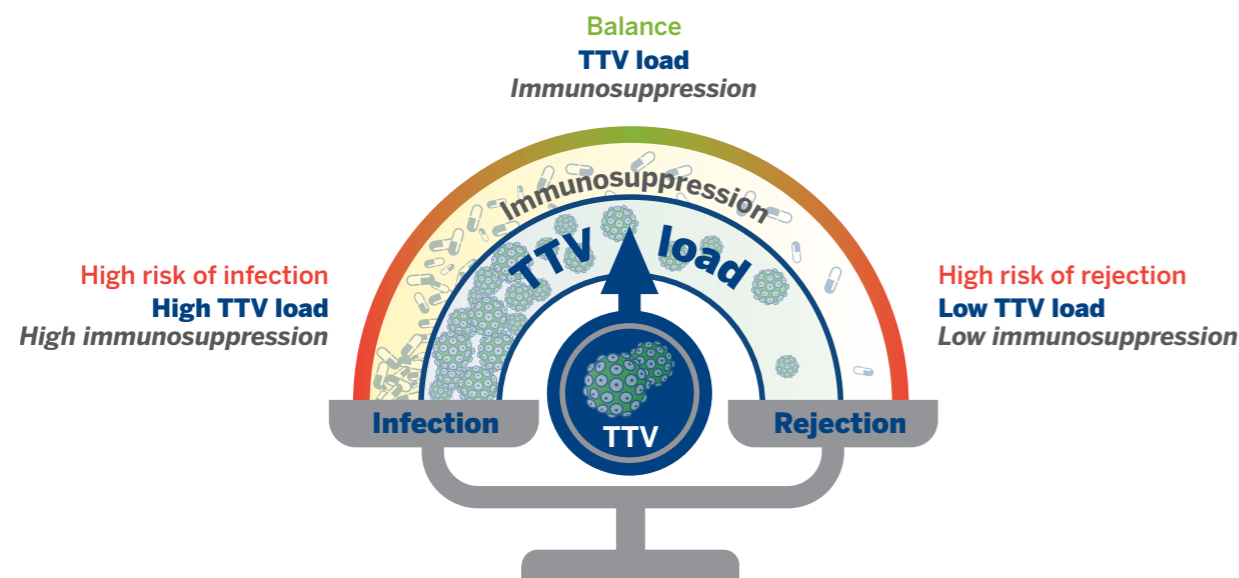 Balance
TTV load
Immunosuppression
Immunosuppression
TTV load
High risk of infection
High TTV load
High immunosuppression
High risk of rejection
Low TTV load
Low immunosuppression
Infection
TTV
Rejection